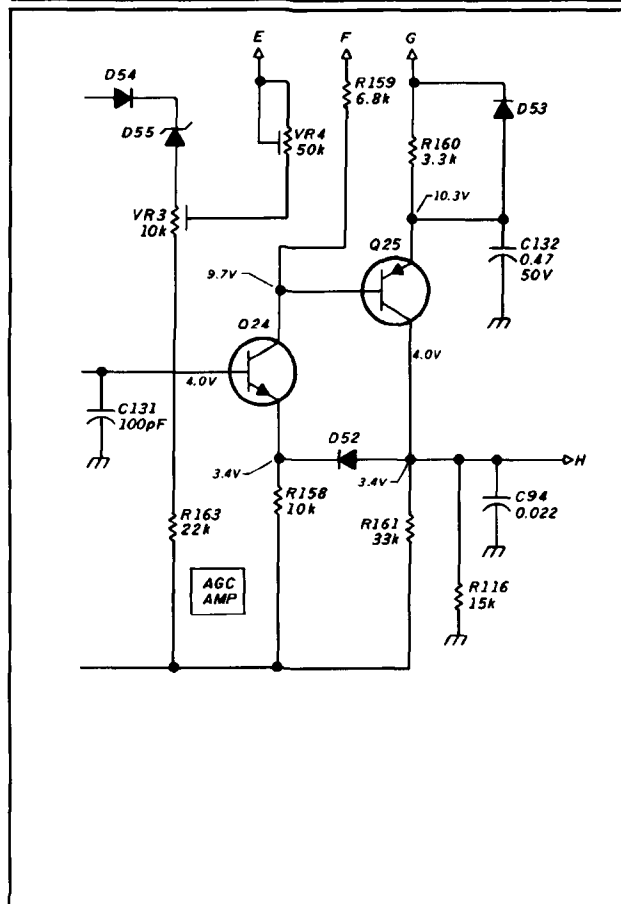 E
F
G
D54
R159
6.8k
D53
D55
VR4
50k
R160
3.3k
10.3V
VR3
10k
Q25
C132
0.47
50V
9.7V
Q24
4.0V
4.0V
C131
100pF
D52
H
3.4V
3.4V
R158
10k
C94
0.022
R163
22k
R161
33k
AGC
AMP
R116
15k